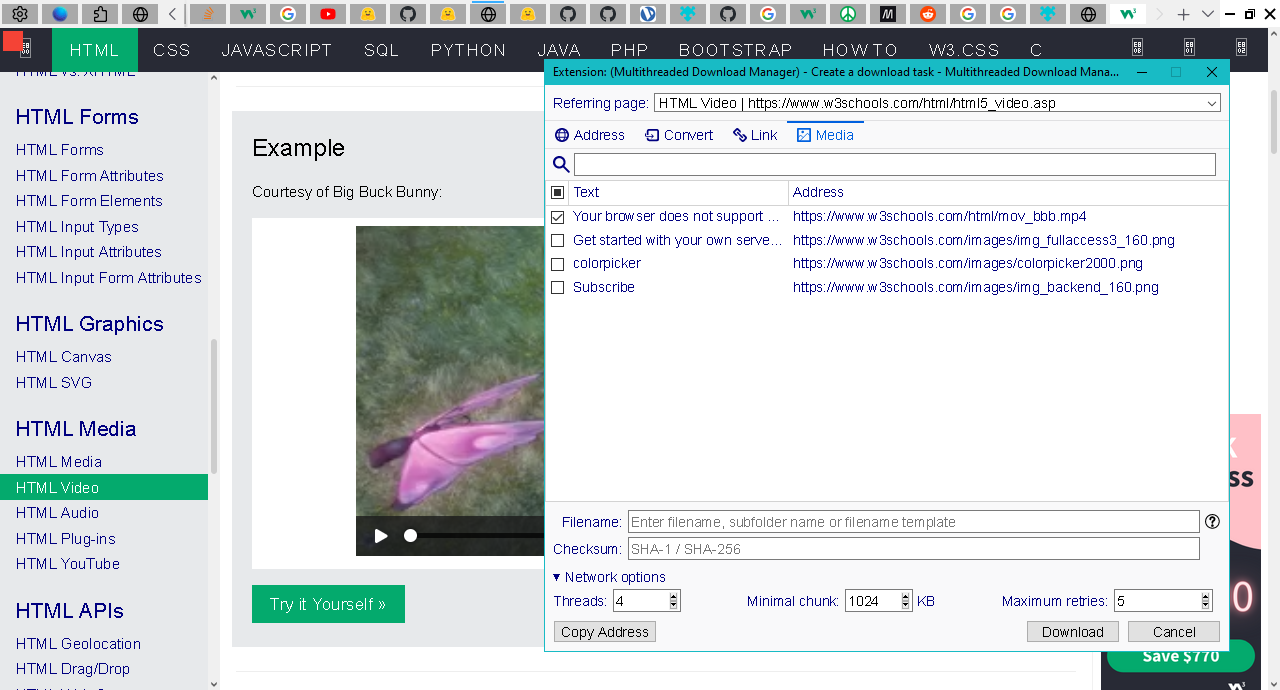 HTML CSS JAVASCRIPT SQL PYTHON JAVA PHP BOOTSTRAP HOW TO W3.CSS C
HTML vs. XHTML
HTML Forms
HTML Forms
HTML Form Attributes
HTML Form Elements
HTML Input Types
HTML Input Attributes
HTML Input Form Attributes
HTML Graphics
HTML Canvas
HTML SVG
HTML Media
HTML Media
HTML Video
HTML Audio
HTML Plug-ins
HTML YouTube
HTML APIs
HTML Geolocation
HTML Drag/Drop
Example
Courtesy of Big Buck Bunny:
Try it Yourself »
Extension: (Multithreaded Download Manager) - Create a download task - Multithreaded Download Mana...
Referring page: HTML Video | https://www.w3schools.com/html/html5_video.asp
Address Convert Link Media
Text Address
Your browser does not support ... https://www.w3schools.com/html/mov_bbb.mp4
Get started with your own serve... https://www.w3schools.com/images/img_fullaccess3_160.png
colorpicker https://www.w3schools.com/images/colorpicker2000.png
Subscribe https://www.w3schools.com/images/img_backend_160.png
Filename: Enter filename, subfolder name or filename template
Checksum: SHA-1 / SHA-256
▾ Network options
Threads: 4 Minimal chunk: 1024 KB Maximum retries: 5
Copy Address Download Cancel
Save $770